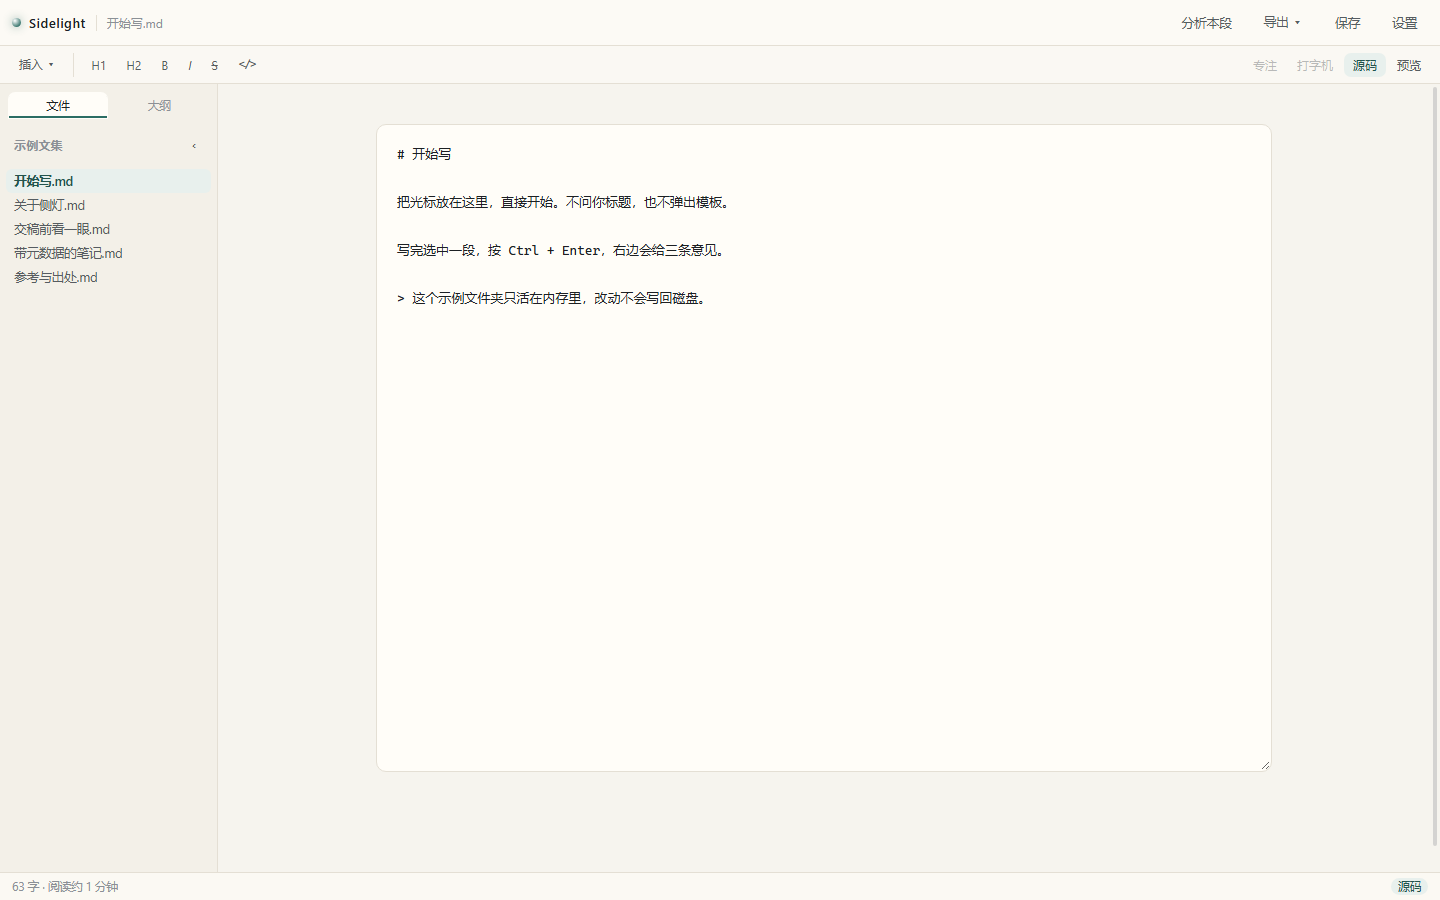 Sidelight 开始写.md 分析本段 导出 保存 设置
插入 H1 H2 B I S </> 专注 打字机 源码 预览
文件 大纲
示例文集
开始写.md
关于侧灯.md
交稿前看一眼.md
带元数据的笔记.md
参考与出处.md
# 开始写
把光标放在这里，直接开始。不问你标题，也不弹出模板。
写完选中一段，按 Ctrl + Enter，右边会给三条意见。
> 这个示例文件夹只活在内存里，改动不会写回磁盘。
63 字 · 阅读约 1 分钟 源码